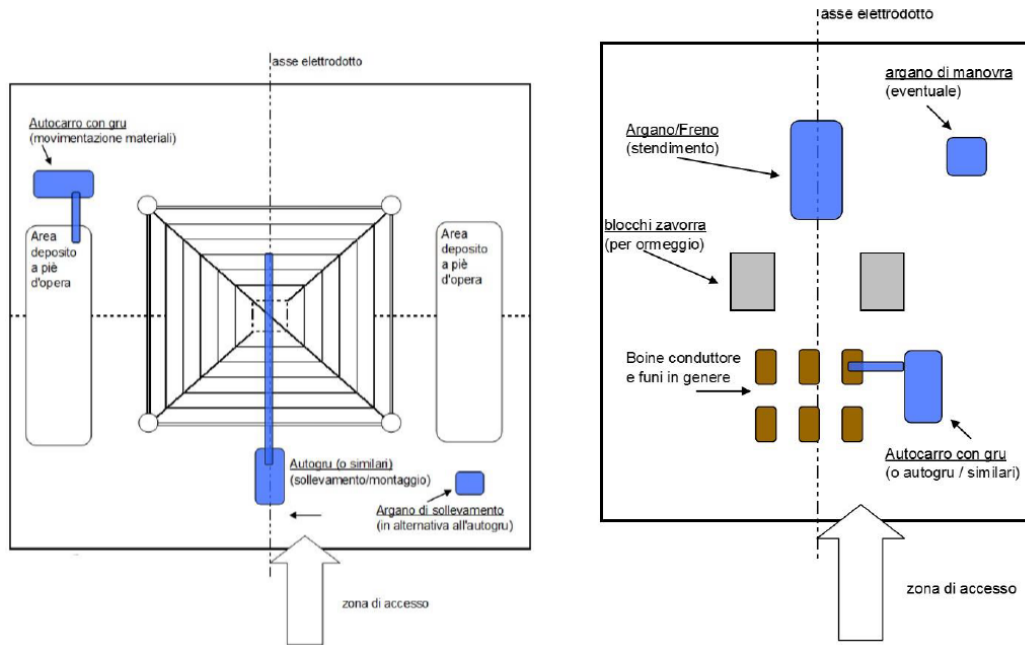 asse elettrodotto
Autocarro con gru
(movimentazione materiali)
Area
deposito
a piè
d'opera
Area
deposito
a piè
d'opera
Autogru (o similari)
(sollevamento/montaggio)
Argano di sollevamento
(in alternativa all'autogru)
zona di accesso
asse elettrodotto
argano di manovra
(eventuale)
Argano/Freno
(stendimento)
blocchi zavorra
(per ormeggio)
Boine conduttore
e funi in genere
Autocarro con gru
(o autogru / similari)
zona di accesso